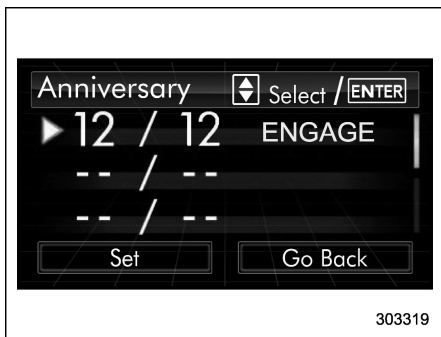 Anniversary Select / ENTER
12 / 12 ENGAGE
-- / --
-- / --
Set Go Back
303319